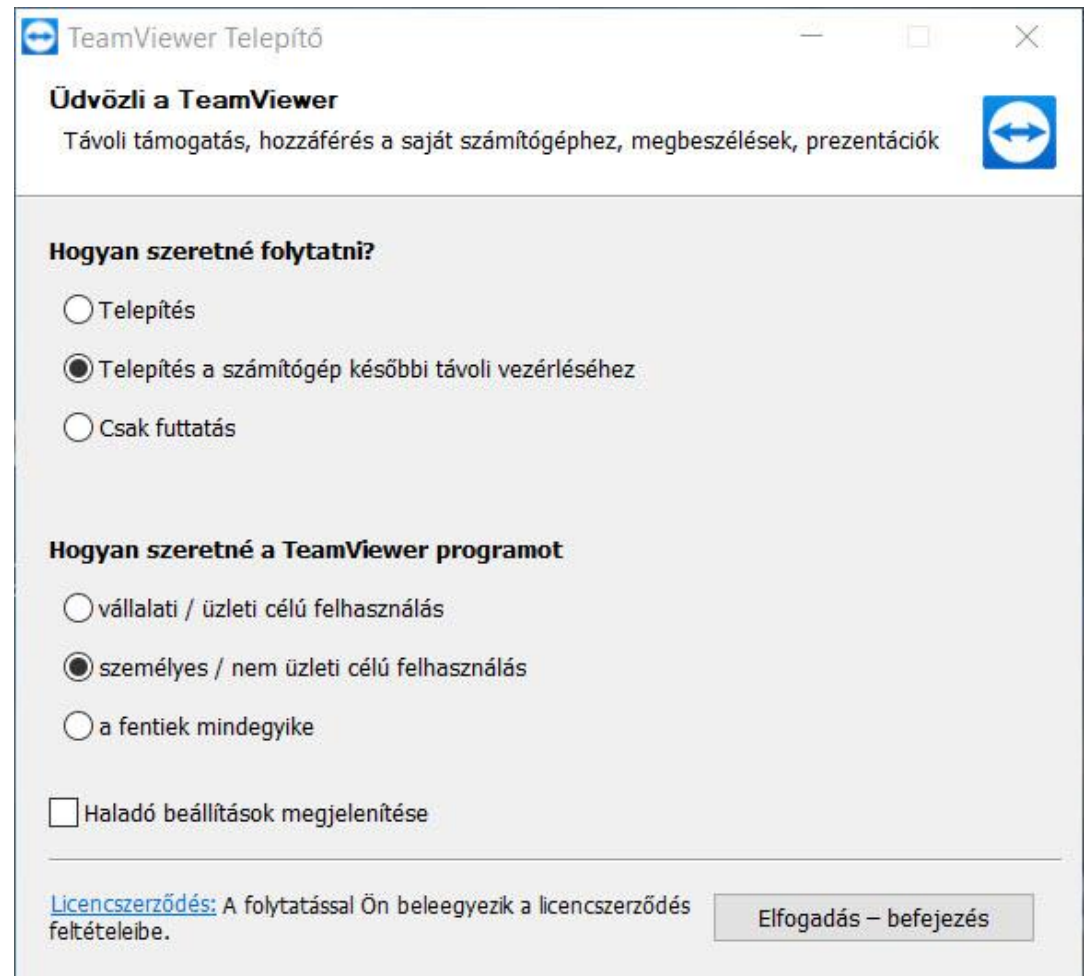 TeamViewer Telepítő
Üdvözli a TeamViewer
Távoli támogatás, hozzáférés a saját számítógéphez, megbeszélések, prezentációk
Hogyan szeretné folytatni?
Telepítés
Telepítés a számítógép későbbi távoli vezérléséhez
Csak futtatás
Hogyan szeretné a TeamViewer programot
vállalati / üzleti célú felhasználás
személyes / nem üzleti célú felhasználás
a fentiek mindegyike
Haladó beállítások megjelenítése
Licencszerződés: A folytatással Ön beleegyezik a licencszerződés
feltételeibe.
Elfogadás – befejezés